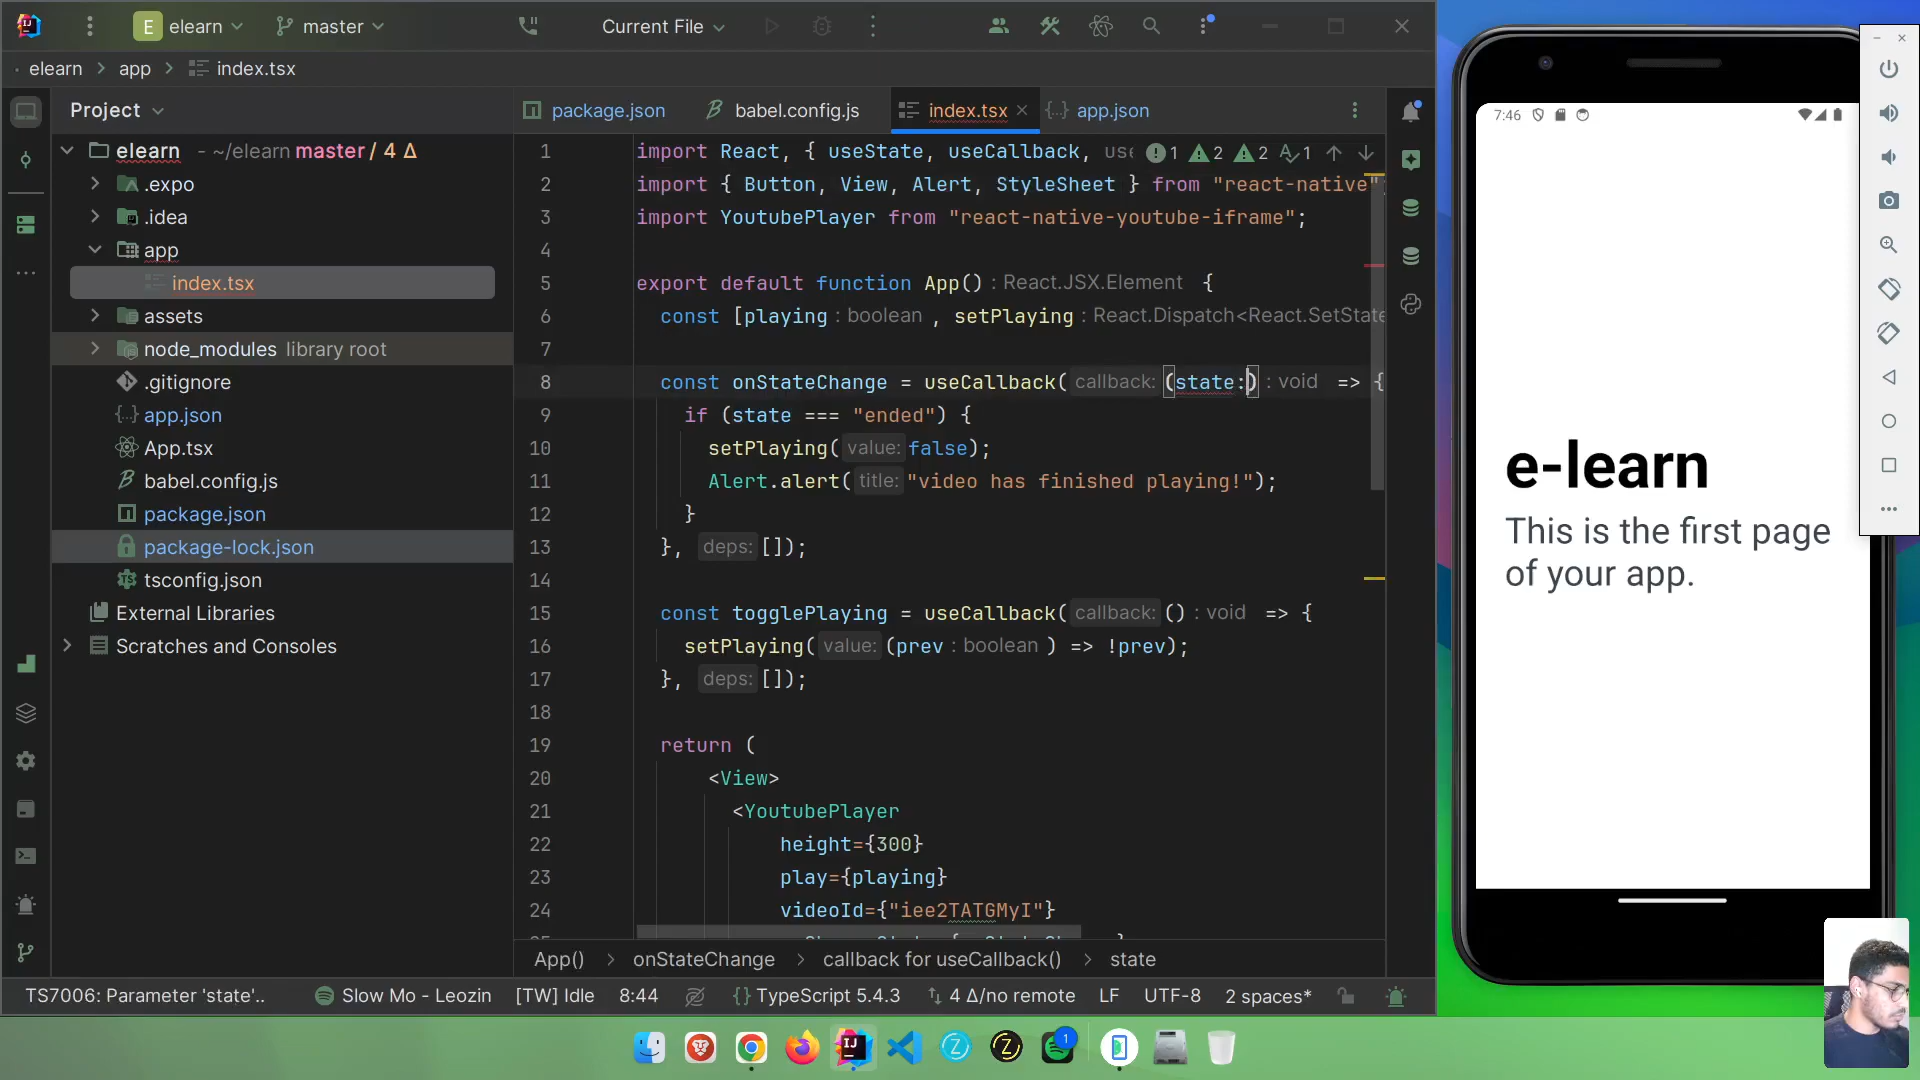 E elearn master Current File
elearn > app > index.tsx
Project
package.json babel.config.js index.tsx app.json
elearn - ~/elearn master / 4 Δ
.expo
.idea
app
index.tsx
assets
node_modules library root
.gitignore
app.json
App.tsx
babel.config.js
package.json
package-lock.json
tsconfig.json
External Libraries
Scratches and Consoles
1 import React, { useState, useCallback, use 1 2 2 1
2 import { Button, View, Alert, StyleSheet } from "react-native"
3 import YoutubePlayer from "react-native-youtube-iframe";
4
5 export default function App() : React.JSX.Element {
6 const [playing : boolean , setPlaying : React.Dispatch<React.SetState
7
8 const onStateChange = useCallback( callback: (state:) : void => {
9 if (state === "ended") {
10 setPlaying( value: false);
11 Alert.alert( title: "video has finished playing!");
12 }
13 }, deps: []);
14
15 const togglePlaying = useCallback( callback: () : void => {
16 setPlaying( value: (prev : boolean ) => !prev);
17 }, deps: []);
18
19 return (
20 <View>
21 <YoutubePlayer
22 height={300}
23 play={playing}
24 videoId={"iee2TATGMyI"}
App() > onStateChange > callback for useCallback() > state
TS7006: Parameter 'state'.. Slow Mo - Leozin [TW] Idle 8:44 {} TypeScript 5.4.3 4 Δ/no remote LF UTF-8 2 spaces*
7:46
e-learn
This is the first page
of your app.
1